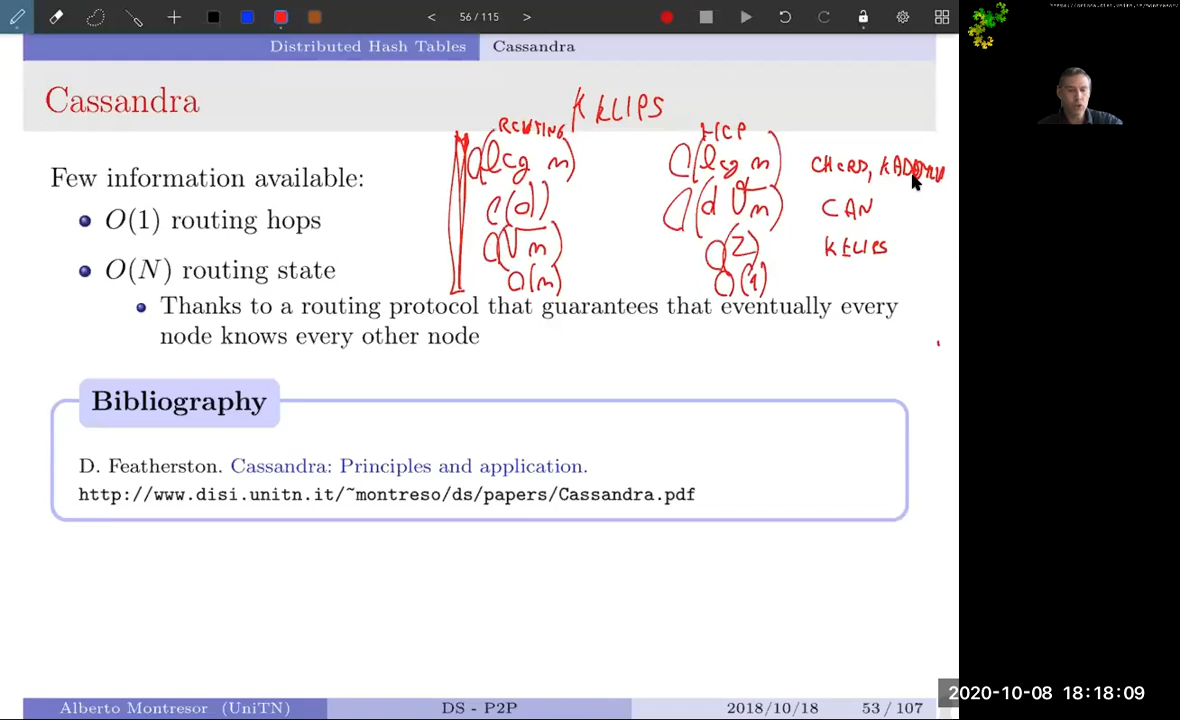 56 / 115
Distributed Hash Tables Cassandra
Cassandra
KELIPS
ROUTING HOP
Few information available:
O(log n) O(log n) CHORD, KADEMLIA
O(1) routing hops
O(d) O(d √n) CAN
O(√n) O(2) KELIPS
O(N) routing state
O(n) O(1)
Thanks to a routing protocol that guarantees that eventually every
node knows every other node
Bibliography
D. Featherston. Cassandra: Principles and application.
http://www.disi.unitn.it/~montreso/ds/papers/Cassandra.pdf
Alberto Montresor (UniTN) DS - P2P 2018/10/18 53 / 107
2020-10-08 18:18:09